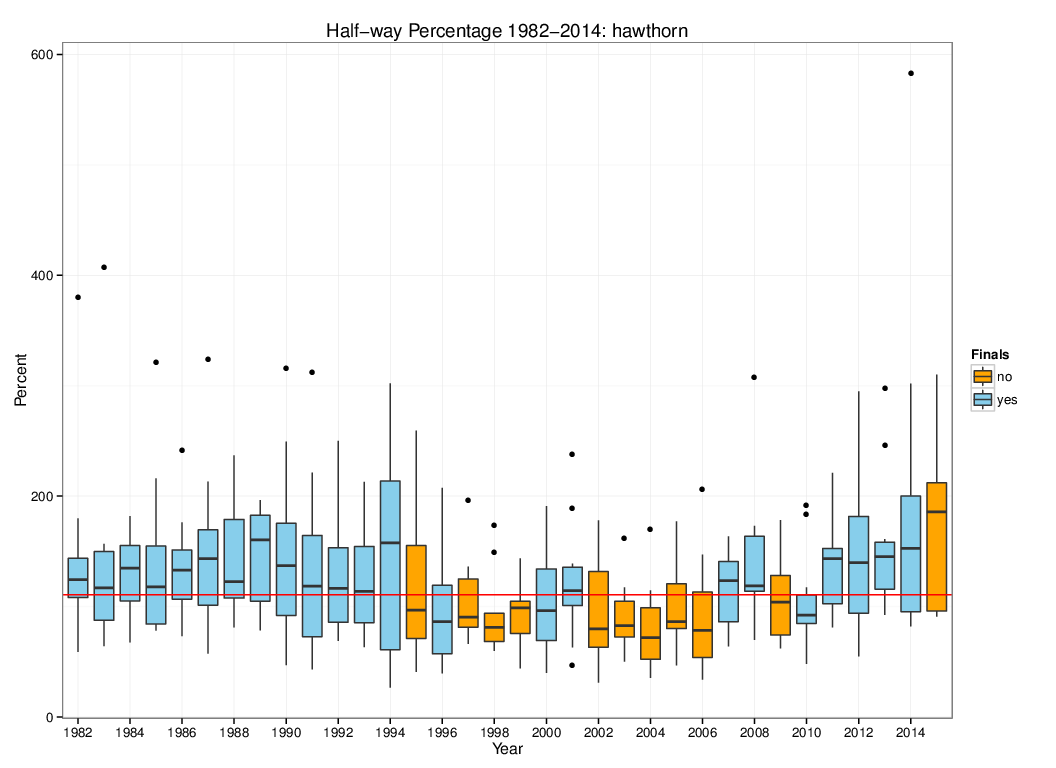 Half−way Percentage 1982−2014: hawthorn
600
400
200
0
Percent
1982 1984 1986 1988 1990 1992 1994 1996 1998 2000 2002 2004 2006 2008 2010 2012 2014
Year
Finals
no
yes